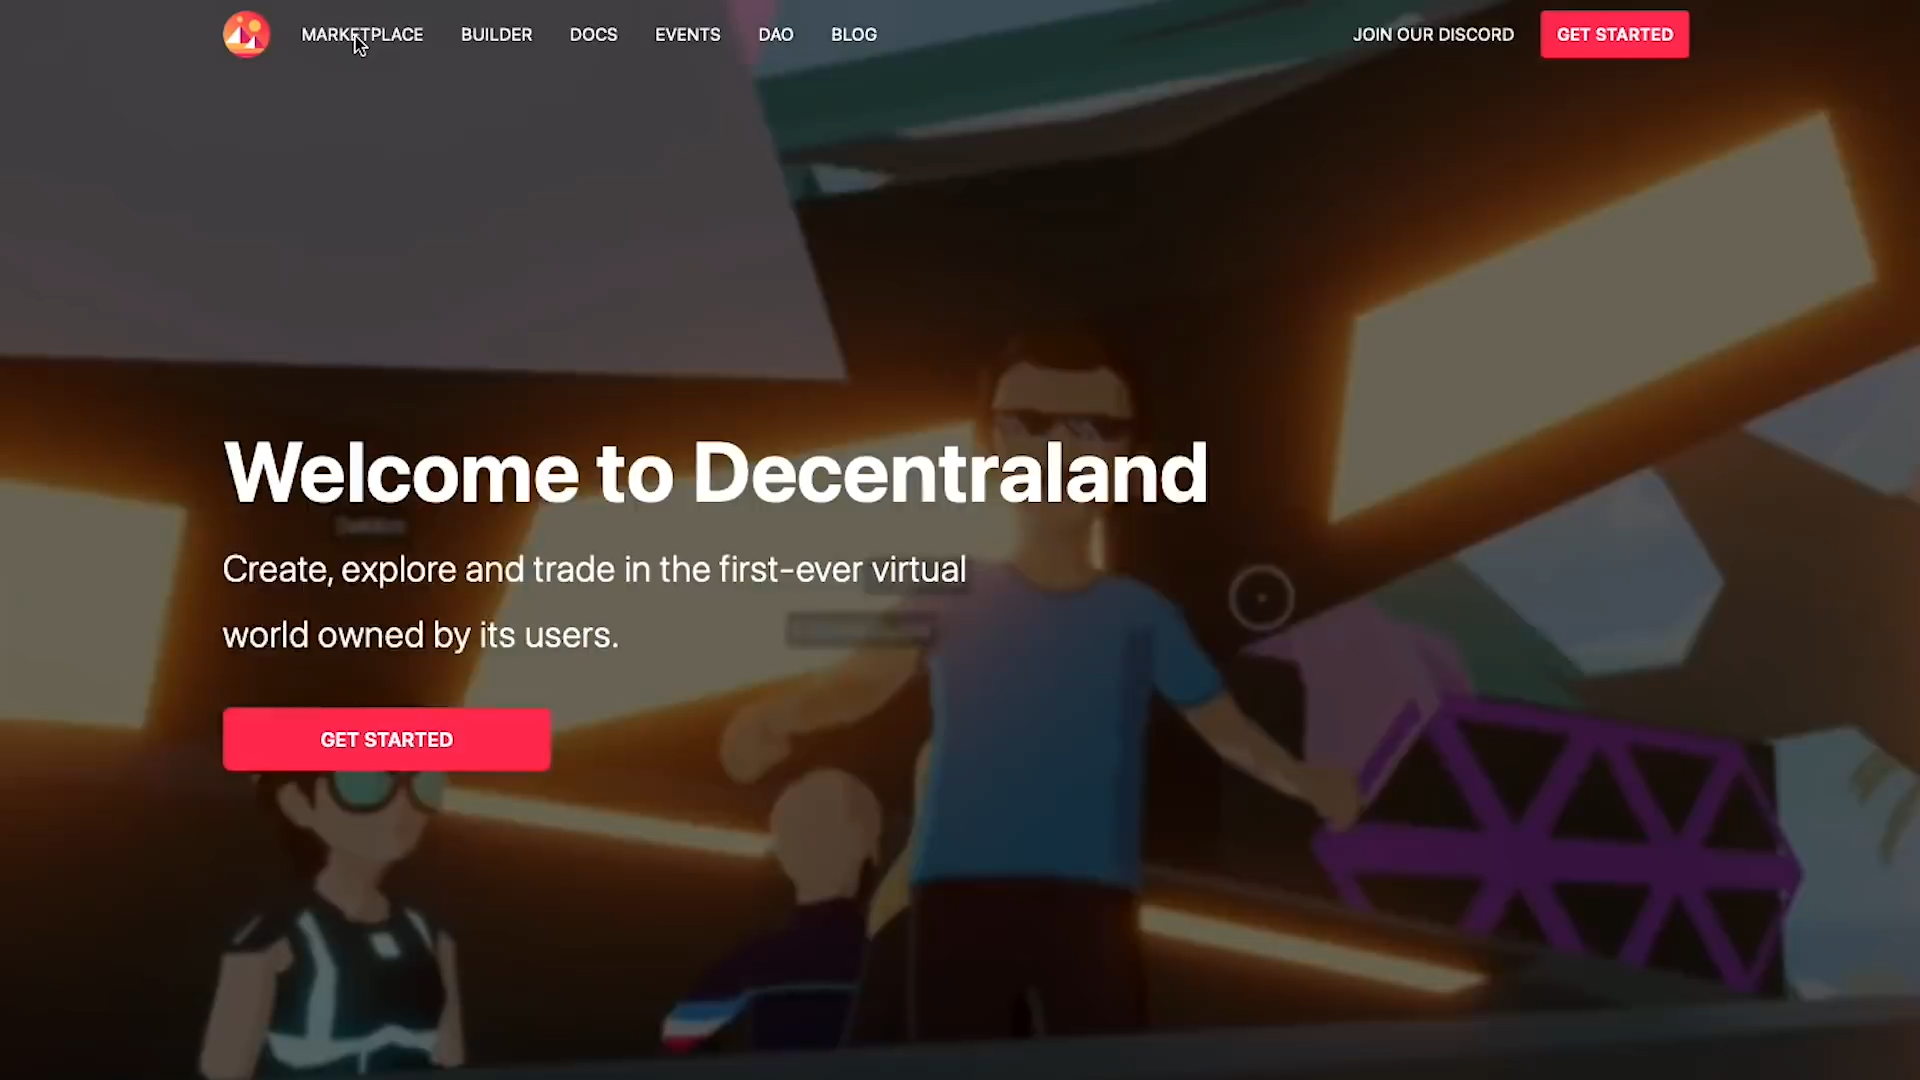 MARKETPLACE BUILDER DOCS EVENTS DAO BLOG JOIN OUR DISCORD GET STARTED
Welcome to Decentraland
Create, explore and trade in the first-ever virtual
world owned by its users.
GET STARTED